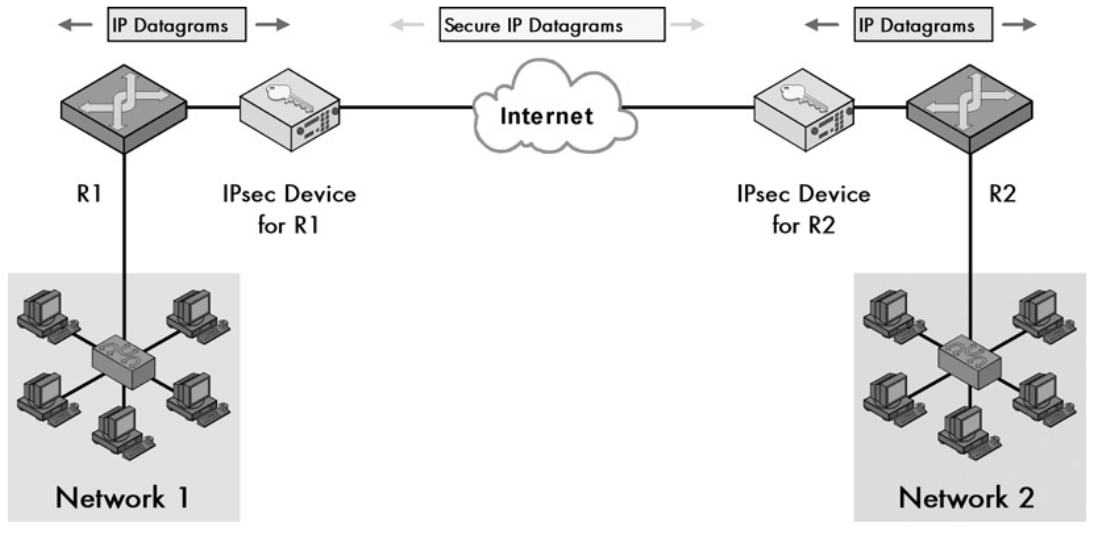 IP Datagrams
Secure IP Datagrams
IP Datagrams
Internet
R1
IPsec Device
for R1
IPsec Device
for R2
R2
Network 1
Network 2